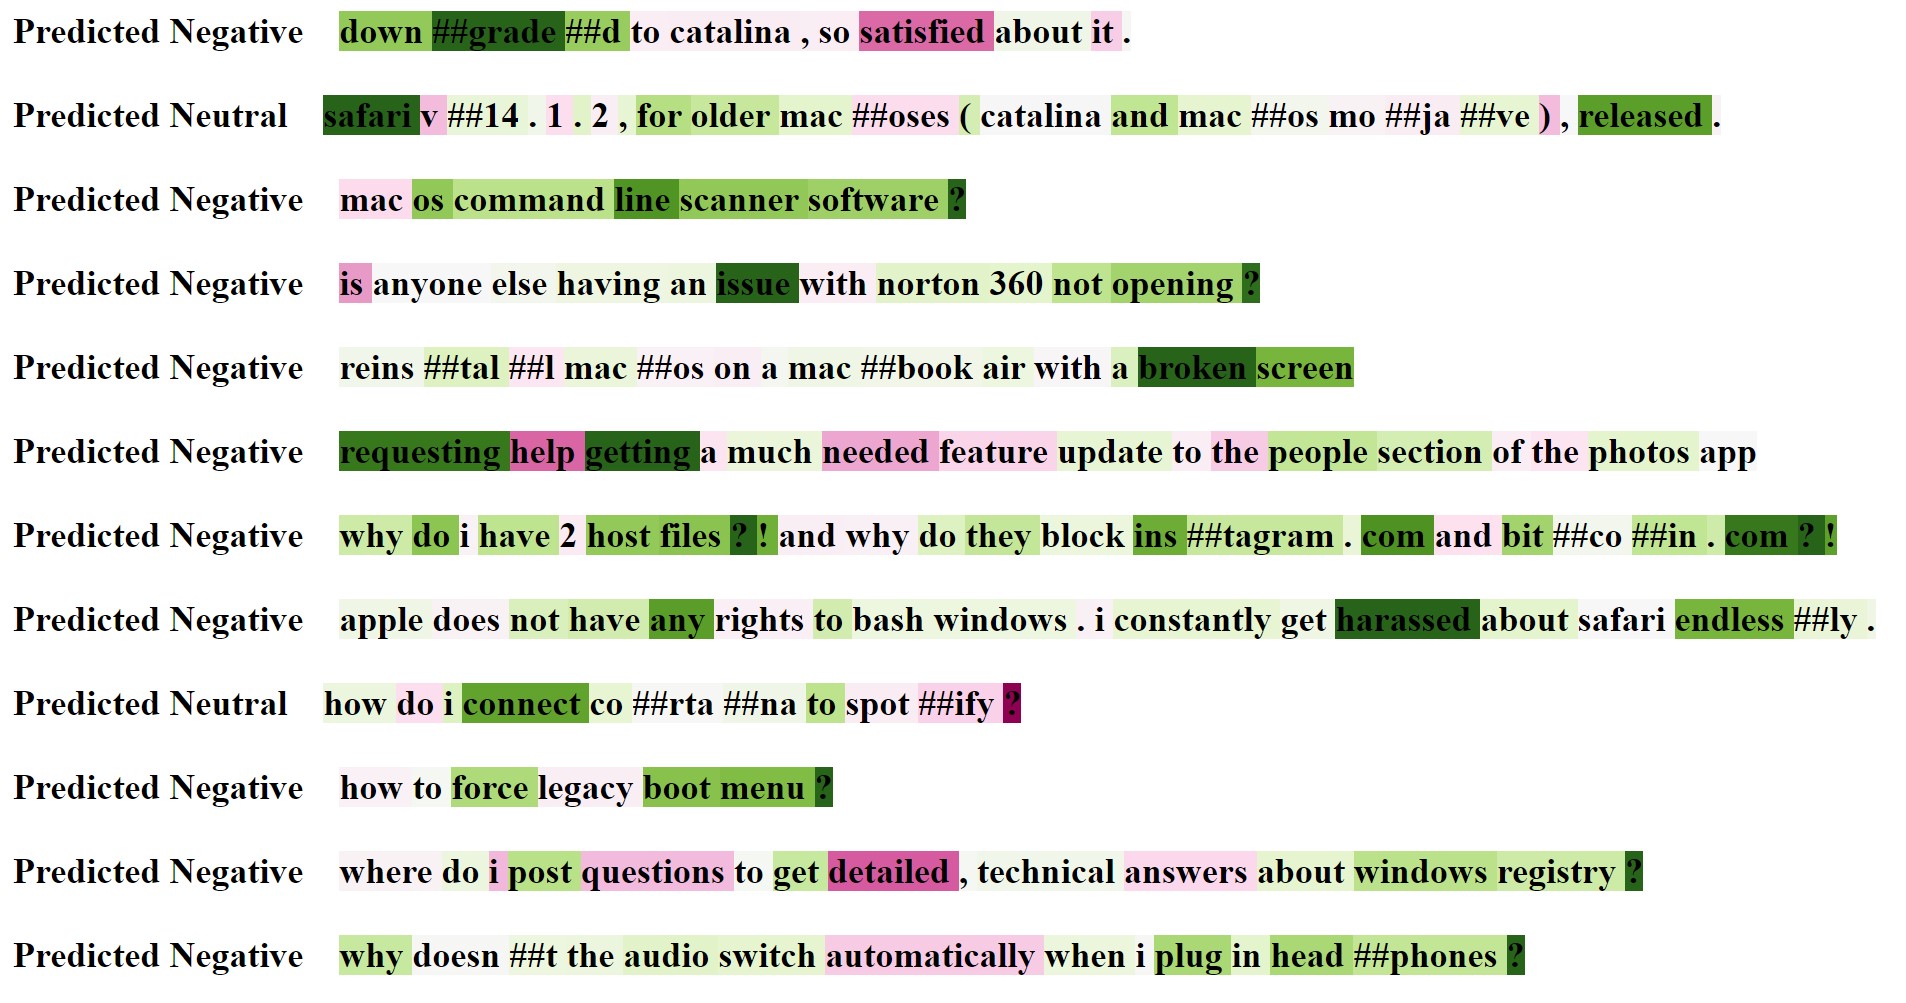 Predicted Negative down ##grade ##d to catalina , so satisfied about it .
Predicted Neutral safari v ##14 . 1 . 2 , for older mac ##oses ( catalina and mac ##os mo ##ja ##ve ) , released .
Predicted Negative mac os command line scanner software ?
Predicted Negative is anyone else having an issue with norton 360 not opening ?
Predicted Negative reins ##tal ##l mac ##os on a mac ##book air with a broken screen
Predicted Negative requesting help getting a much needed feature update to the people section of the photos app
Predicted Negative why do i have 2 host files ? ! and why do they block ins ##tagram . com and bit ##co ##in . com ? !
Predicted Negative apple does not have any rights to bash windows . i constantly get harassed about safari endless ##ly .
Predicted Neutral how do i connect co ##rta ##na to spot ##ify ?
Predicted Negative how to force legacy boot menu ?
Predicted Negative where do i post questions to get detailed , technical answers about windows registry ?
Predicted Negative why doesn ##t the audio switch automatically when i plug in head ##phones ?